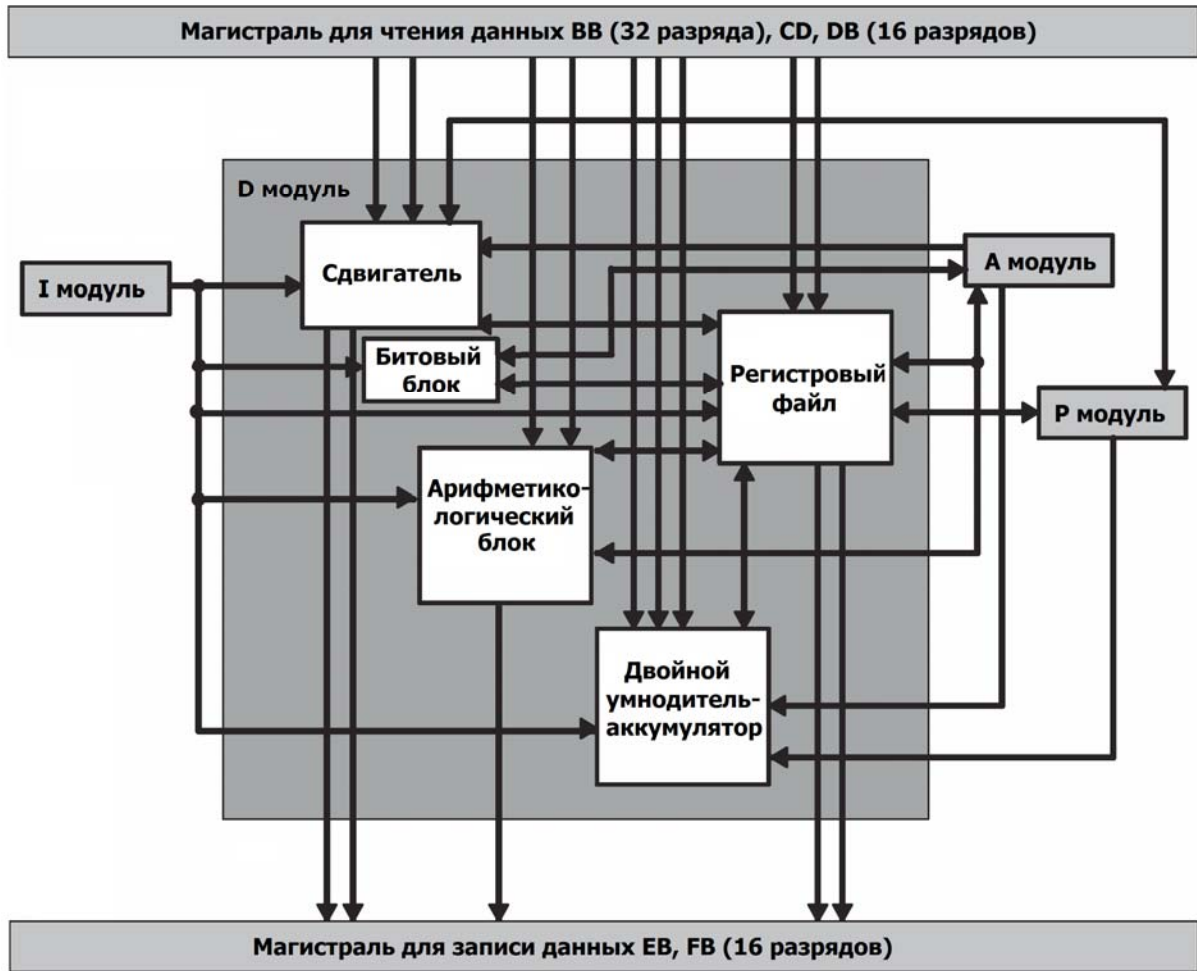 Магистраль для чтения данных BB (32 разряда), CD, DB (16 разрядов)
D модуль
Сдвигатель
I модуль
A модуль
Битовый
блок
Регистровый
файл
P модуль
Арифметико-
логический
блок
Двойной
умнодитель-
аккумулятор
Магистраль для записи данных EB, FB (16 разрядов)